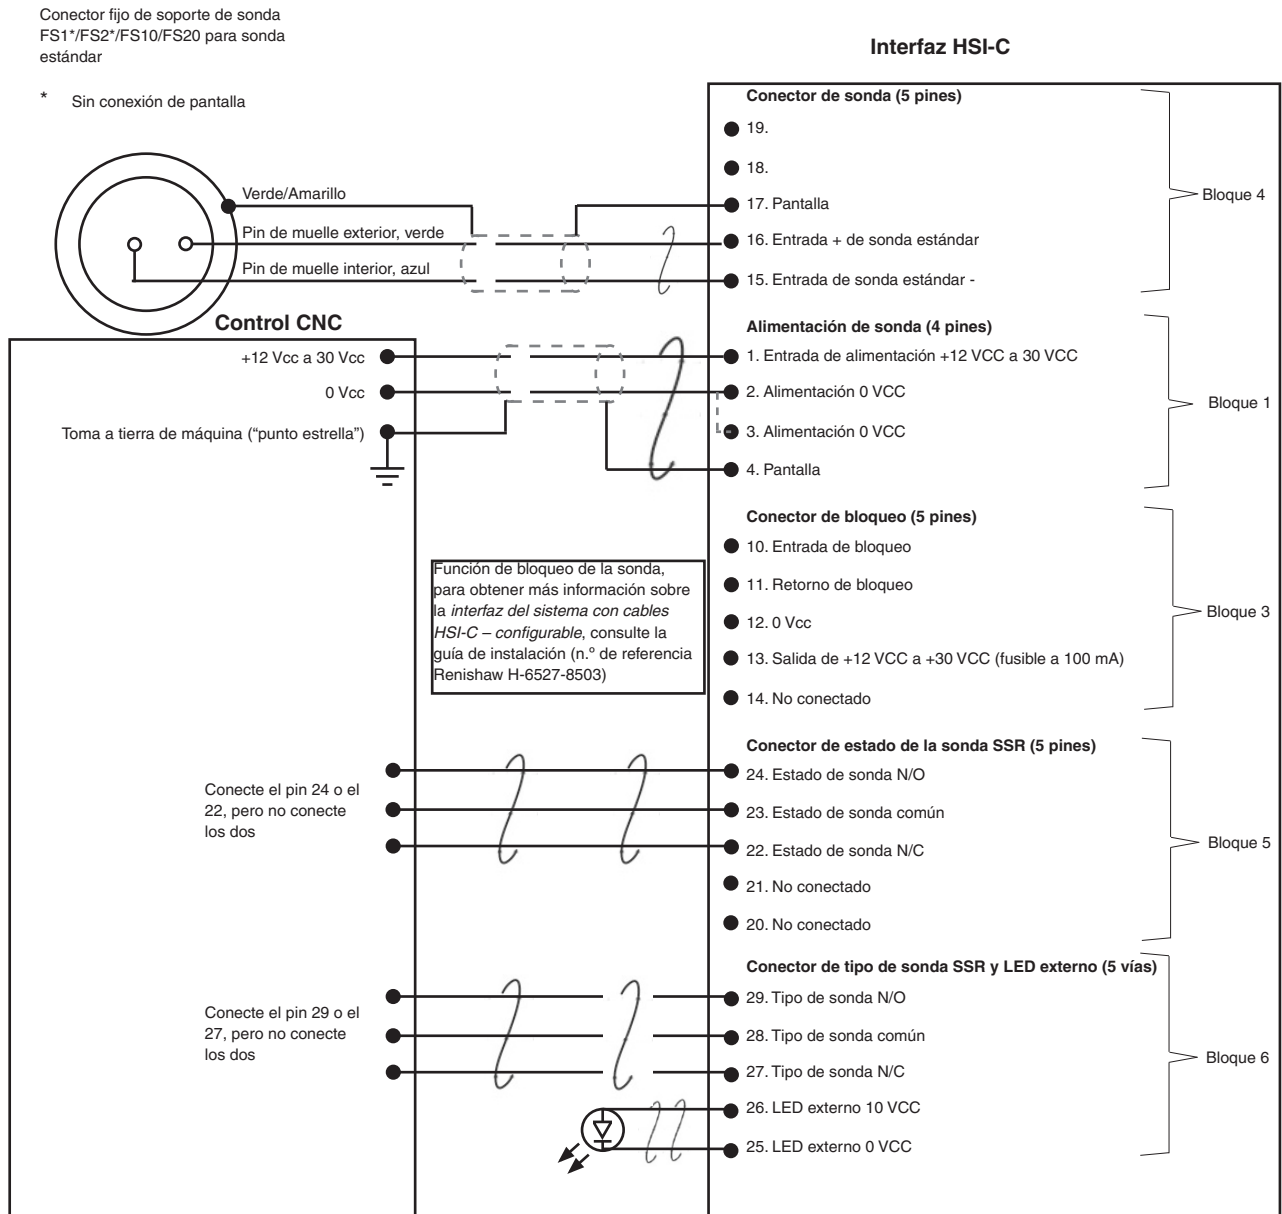 Conector fijo de soporte de sonda
FS1*/FS2*/FS10/FS20 para sonda
estándar
* Sin conexión de pantalla
Interfaz HSI-C
Conector de sonda (5 pines)
19.
18.
Verde/Amarillo
17. Pantalla
Bloque 4
Pin de muelle exterior, verde
16. Entrada + de sonda estándar
Pin de muelle interior, azul
15. Entrada de sonda estándar -
Control CNC
Alimentación de sonda (4 pines)
+12 Vcc a 30 Vcc
1. Entrada de alimentación +12 VCC a 30 VCC
0 Vcc
2. Alimentación 0 VCC
Bloque 1
Toma a tierra de máquina (“punto estrella”)
3. Alimentación 0 VCC
4. Pantalla
Conector de bloqueo (5 pines)
10. Entrada de bloqueo
11. Retorno de bloqueo
12. 0 Vcc
13. Salida de +12 VCC a +30 VCC (fusible a 100 mA)
14. No conectado
Bloque 3
Función de bloqueo de la sonda,
para obtener más información sobre
la interfaz del sistema con cables
HSI-C – configurable, consulte la
guía de instalación (n.º de referencia
Renishaw H-6527-8503)
Conector de estado de la sonda SSR (5 pines)
24. Estado de sonda N/O
23. Estado de sonda común
22. Estado de sonda N/C
21. No conectado
20. No conectado
Bloque 5
Conecte el pin 24 o el
22, pero no conecte
los dos
Conector de tipo de sonda SSR y LED externo (5 vías)
29. Tipo de sonda N/O
28. Tipo de sonda común
27. Tipo de sonda N/C
26. LED externo 10 VCC
25. LED externo 0 VCC
Bloque 6
Conecte el pin 29 o el
27, pero no conecte
los dos